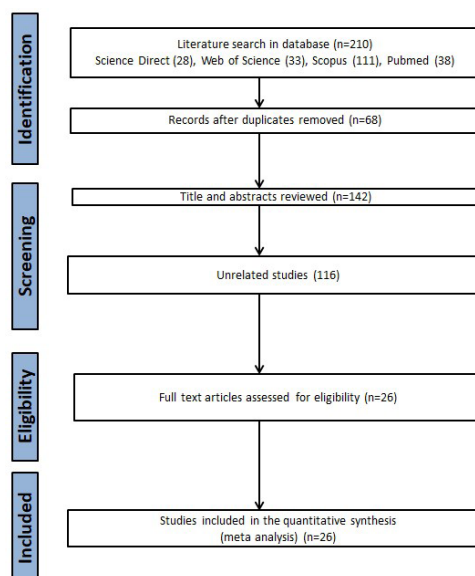 Identification
Literature search in database (n=210)
Science Direct (28), Web of Science (33), Scopus (111), Pubmed (38)
Records after duplicates removed (n=68)
Screening
Title and abstracts reviewed (n=142)
Unrelated studies (116)
Eligibility
Full text articles assessed for eligibility (n=26)
Included
Studies included in the quantitative synthesis
(meta analysis) (n=26)